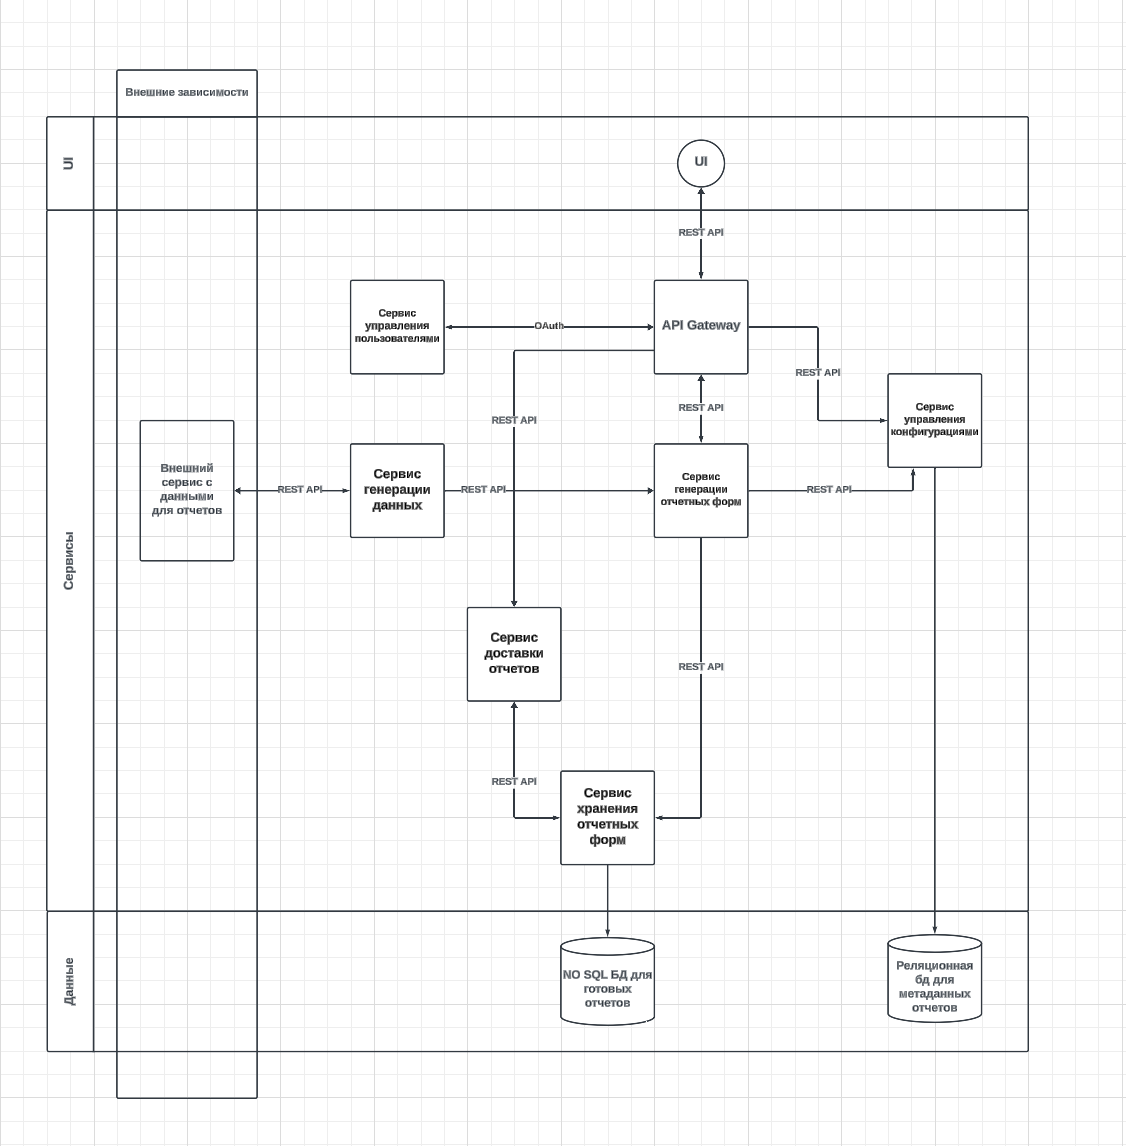 Внешние зависимости
UI
UI
REST API
Сервисы
Сервис
управления
пользователями
OAuth
API Gateway
REST API
REST API
REST API
Сервис
управления
конфигурациями
Внешний
сервис с
данными
для отчетов
REST API
Сервис
генерации
данных
REST API
Сервис
генерации
отчетных форм
REST API
Сервис
доставки
отчетов
REST API
REST API
Сервис
хранения
отчетных
форм
Данные
NO SQL БД для
готовых
отчетов
Реляционная
бд для
метаданных
отчетов